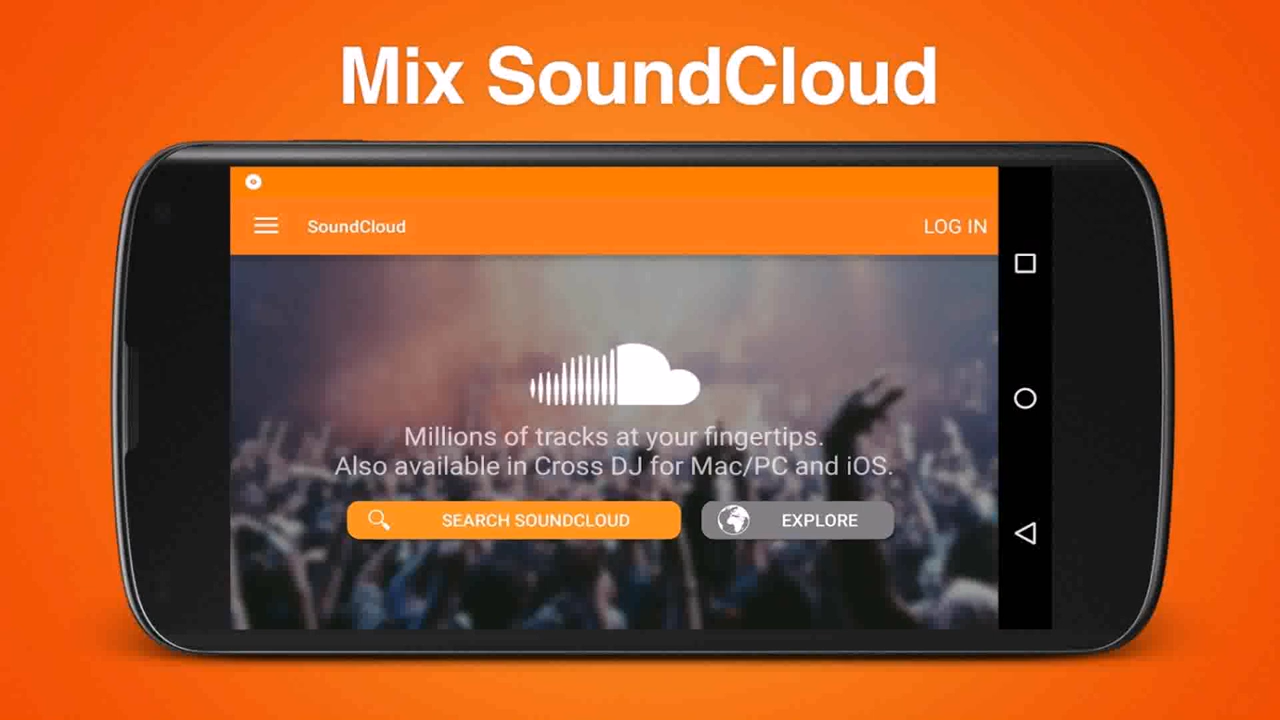 Mix SoundCloud
SoundCloud
LOG IN
Millions of tracks at your fingertips.
Also available in Cross DJ for Mac/PC and iOS.
SEARCH SOUNDCLOUD
EXPLORE